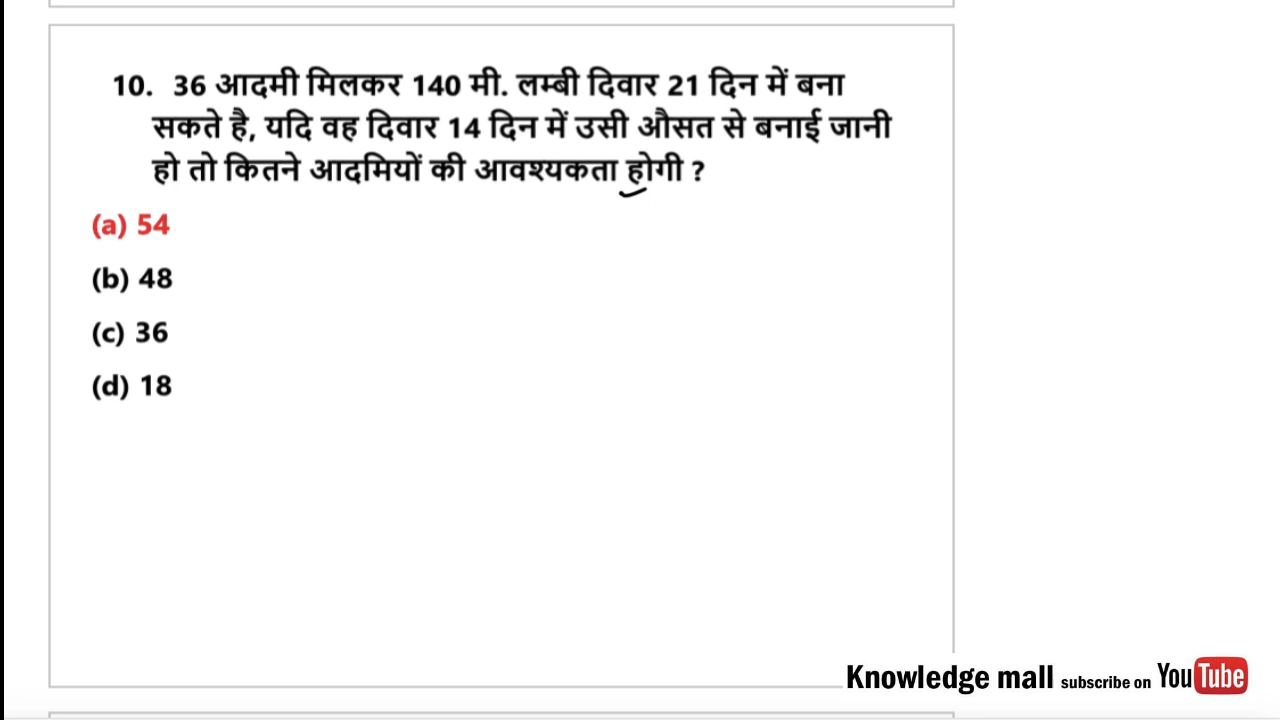 10. 36 आदमी मिलकर 140 मी. लम्बी दिवार 21 दिन में बना
सकते है, यदि वह दिवार 14 दिन में उसी औसत से बनाई जानी
हो तो कितने आदमियों की आवश्यकता होगी ?
(a) 54
(b) 48
(c) 36
(d) 18
Knowledge mall subscribe on YouTube